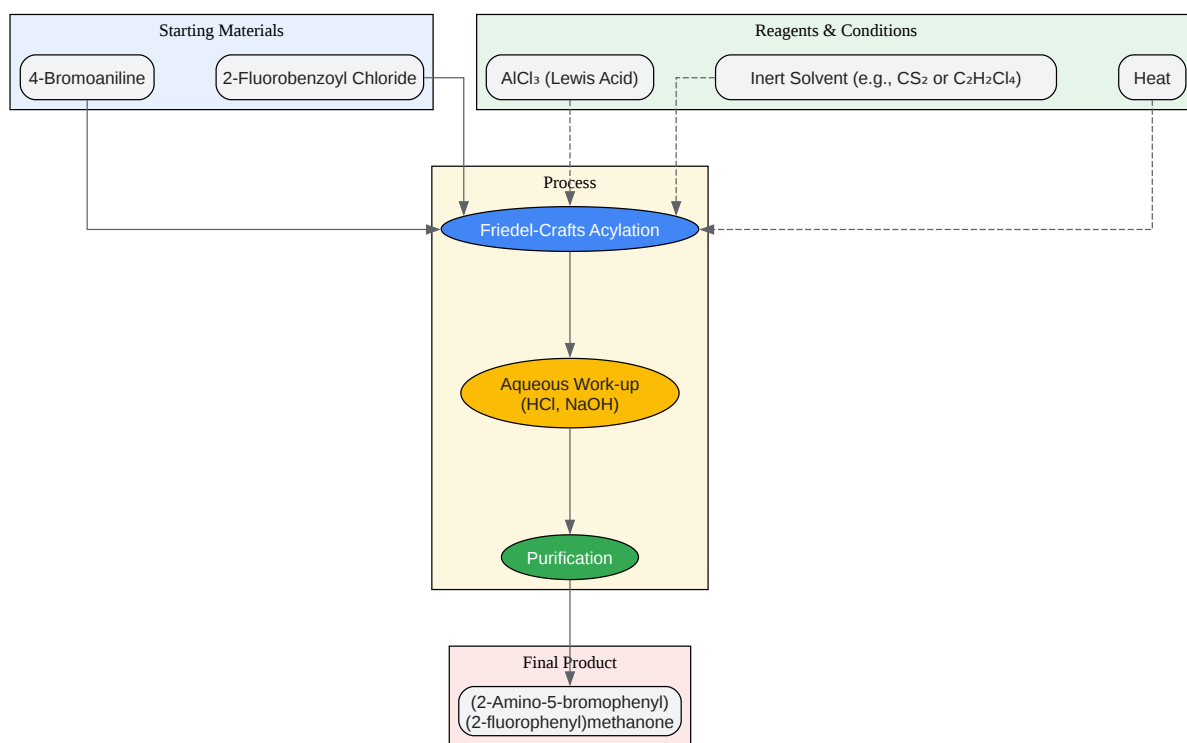 Starting Materials
4-Bromoaniline
2-Fluorobenzoyl Chloride
Reagents & Conditions
AlCl₃ (Lewis Acid)
Inert Solvent (e.g., CS₂ or C₂H₂Cl₄)
Heat
Process
Friedel-Crafts Acylation
Aqueous Work-up
(HCl, NaOH)
Purification
Final Product
(2-Amino-5-bromophenyl)
(2-fluorophenyl)methanone